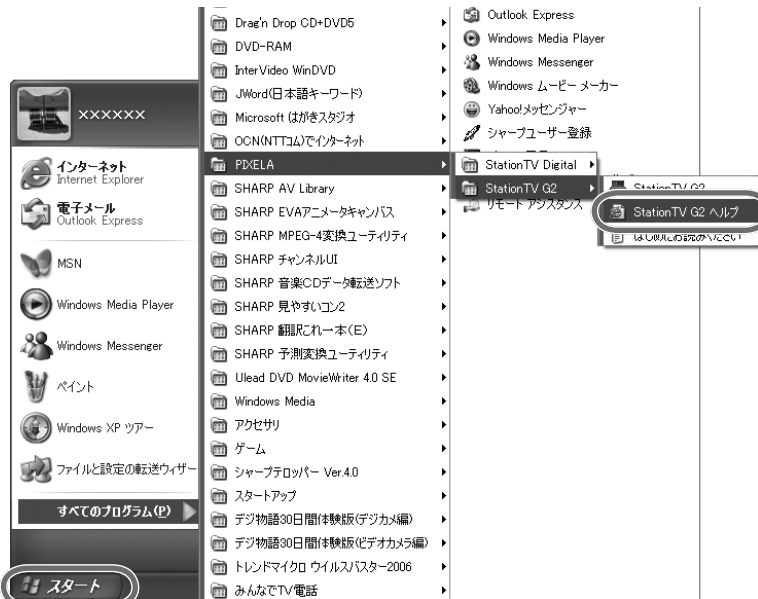 ××××××
インターネット
Internet Explorer
電子メール
Outlook Express
MSN
Windows Media Player
Windows Messenger
ペイント
Windows XP ツアー
ファイルと設定の転送ウィザー
すべてのプログラム(P)
スタート
Drag'n Drop CD+DVD5
DVD-RAM
InterVideo WinDVD
JWord(日本語キーワード)
Microsoft はがきスタジオ
OCN(NTTコム)でインターネット
PIXELA
SHARP AV Library
SHARP EVAアニメータキャンバス
SHARP MPEG-4変換ユーティリティ
SHARP チャンネルUI
SHARP 音楽CDデータ転送ソフト
SHARP 見やすいコン2
SHARP 翻訳これ一本(E)
SHARP 予測変換ユーティリティ
Ulead DVD MovieWriter 4.0 SE
Windows Media
アクセサリ
ゲーム
シャープテロッパー Ver.4.0
スタートアップ
デジ物語30日間体験版(デジカメ編)
デジ物語30日間体験版(ビデオカメラ編)
トレンドマイクロ ウイルスバスター2006
みんなでTV電話
Outlook Express
Windows Media Player
Windows Messenger
Windows ムービー メーカー
Yahoo!メッセンジャー
シャープユーザー登録
StationTV Digital
StationTV G2
リモート アシスタンス
StationTV G2
StationTV G2 ヘルプ
はじめにお読みください